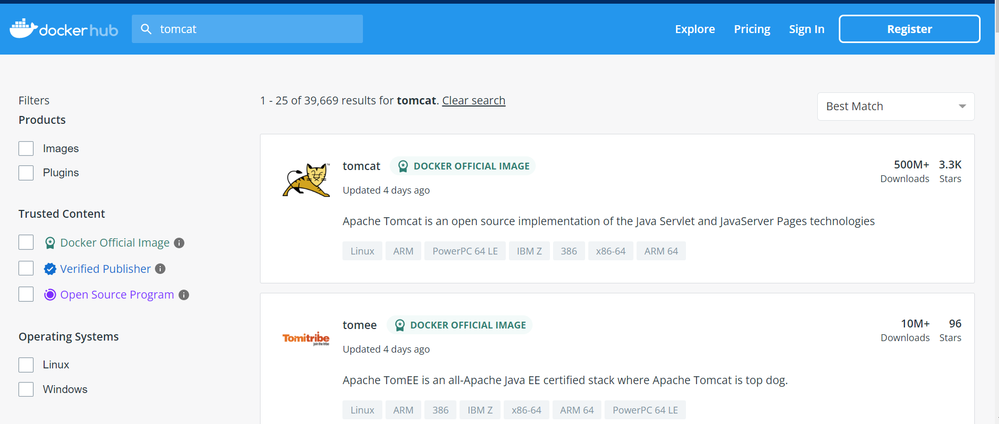 docker hub
tomcat
Explore
Pricing
Sign In
Register
Filters
Products
Images
Plugins
Trusted Content
Docker Official Image
Verified Publisher
Open Source Program
Operating Systems
Linux
Windows
1 - 25 of 39,669 results for tomcat. Clear search
Best Match
tomcat DOCKER OFFICIAL IMAGE
Updated 4 days ago
500M+ 3.3K
Downloads Stars
Apache Tomcat is an open source implementation of the Java Servlet and JavaServer Pages technologies
Linux ARM PowerPC 64 LE IBM Z 386 x86-64 ARM 64
Tomitribe
join the tribe
tomee DOCKER OFFICIAL IMAGE
Updated 4 days ago
10M+ 96
Downloads Stars
Apache TomEE is an all-Apache Java EE certified stack where Apache Tomcat is top dog.
Linux ARM 386 IBM Z x86-64 ARM 64 PowerPC 64 LE